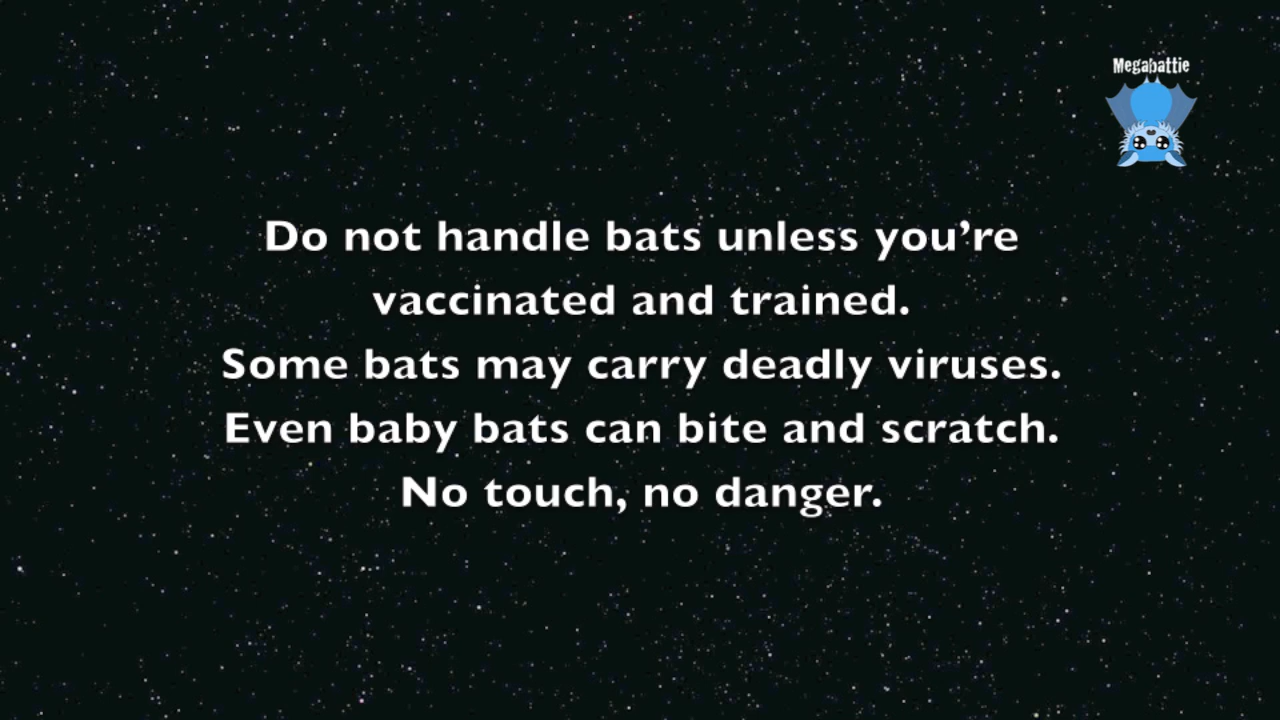 Megabattie
Do not handle bats unless you’re
vaccinated and trained.
Some bats may carry deadly viruses.
Even baby bats can bite and scratch.
No touch, no danger.